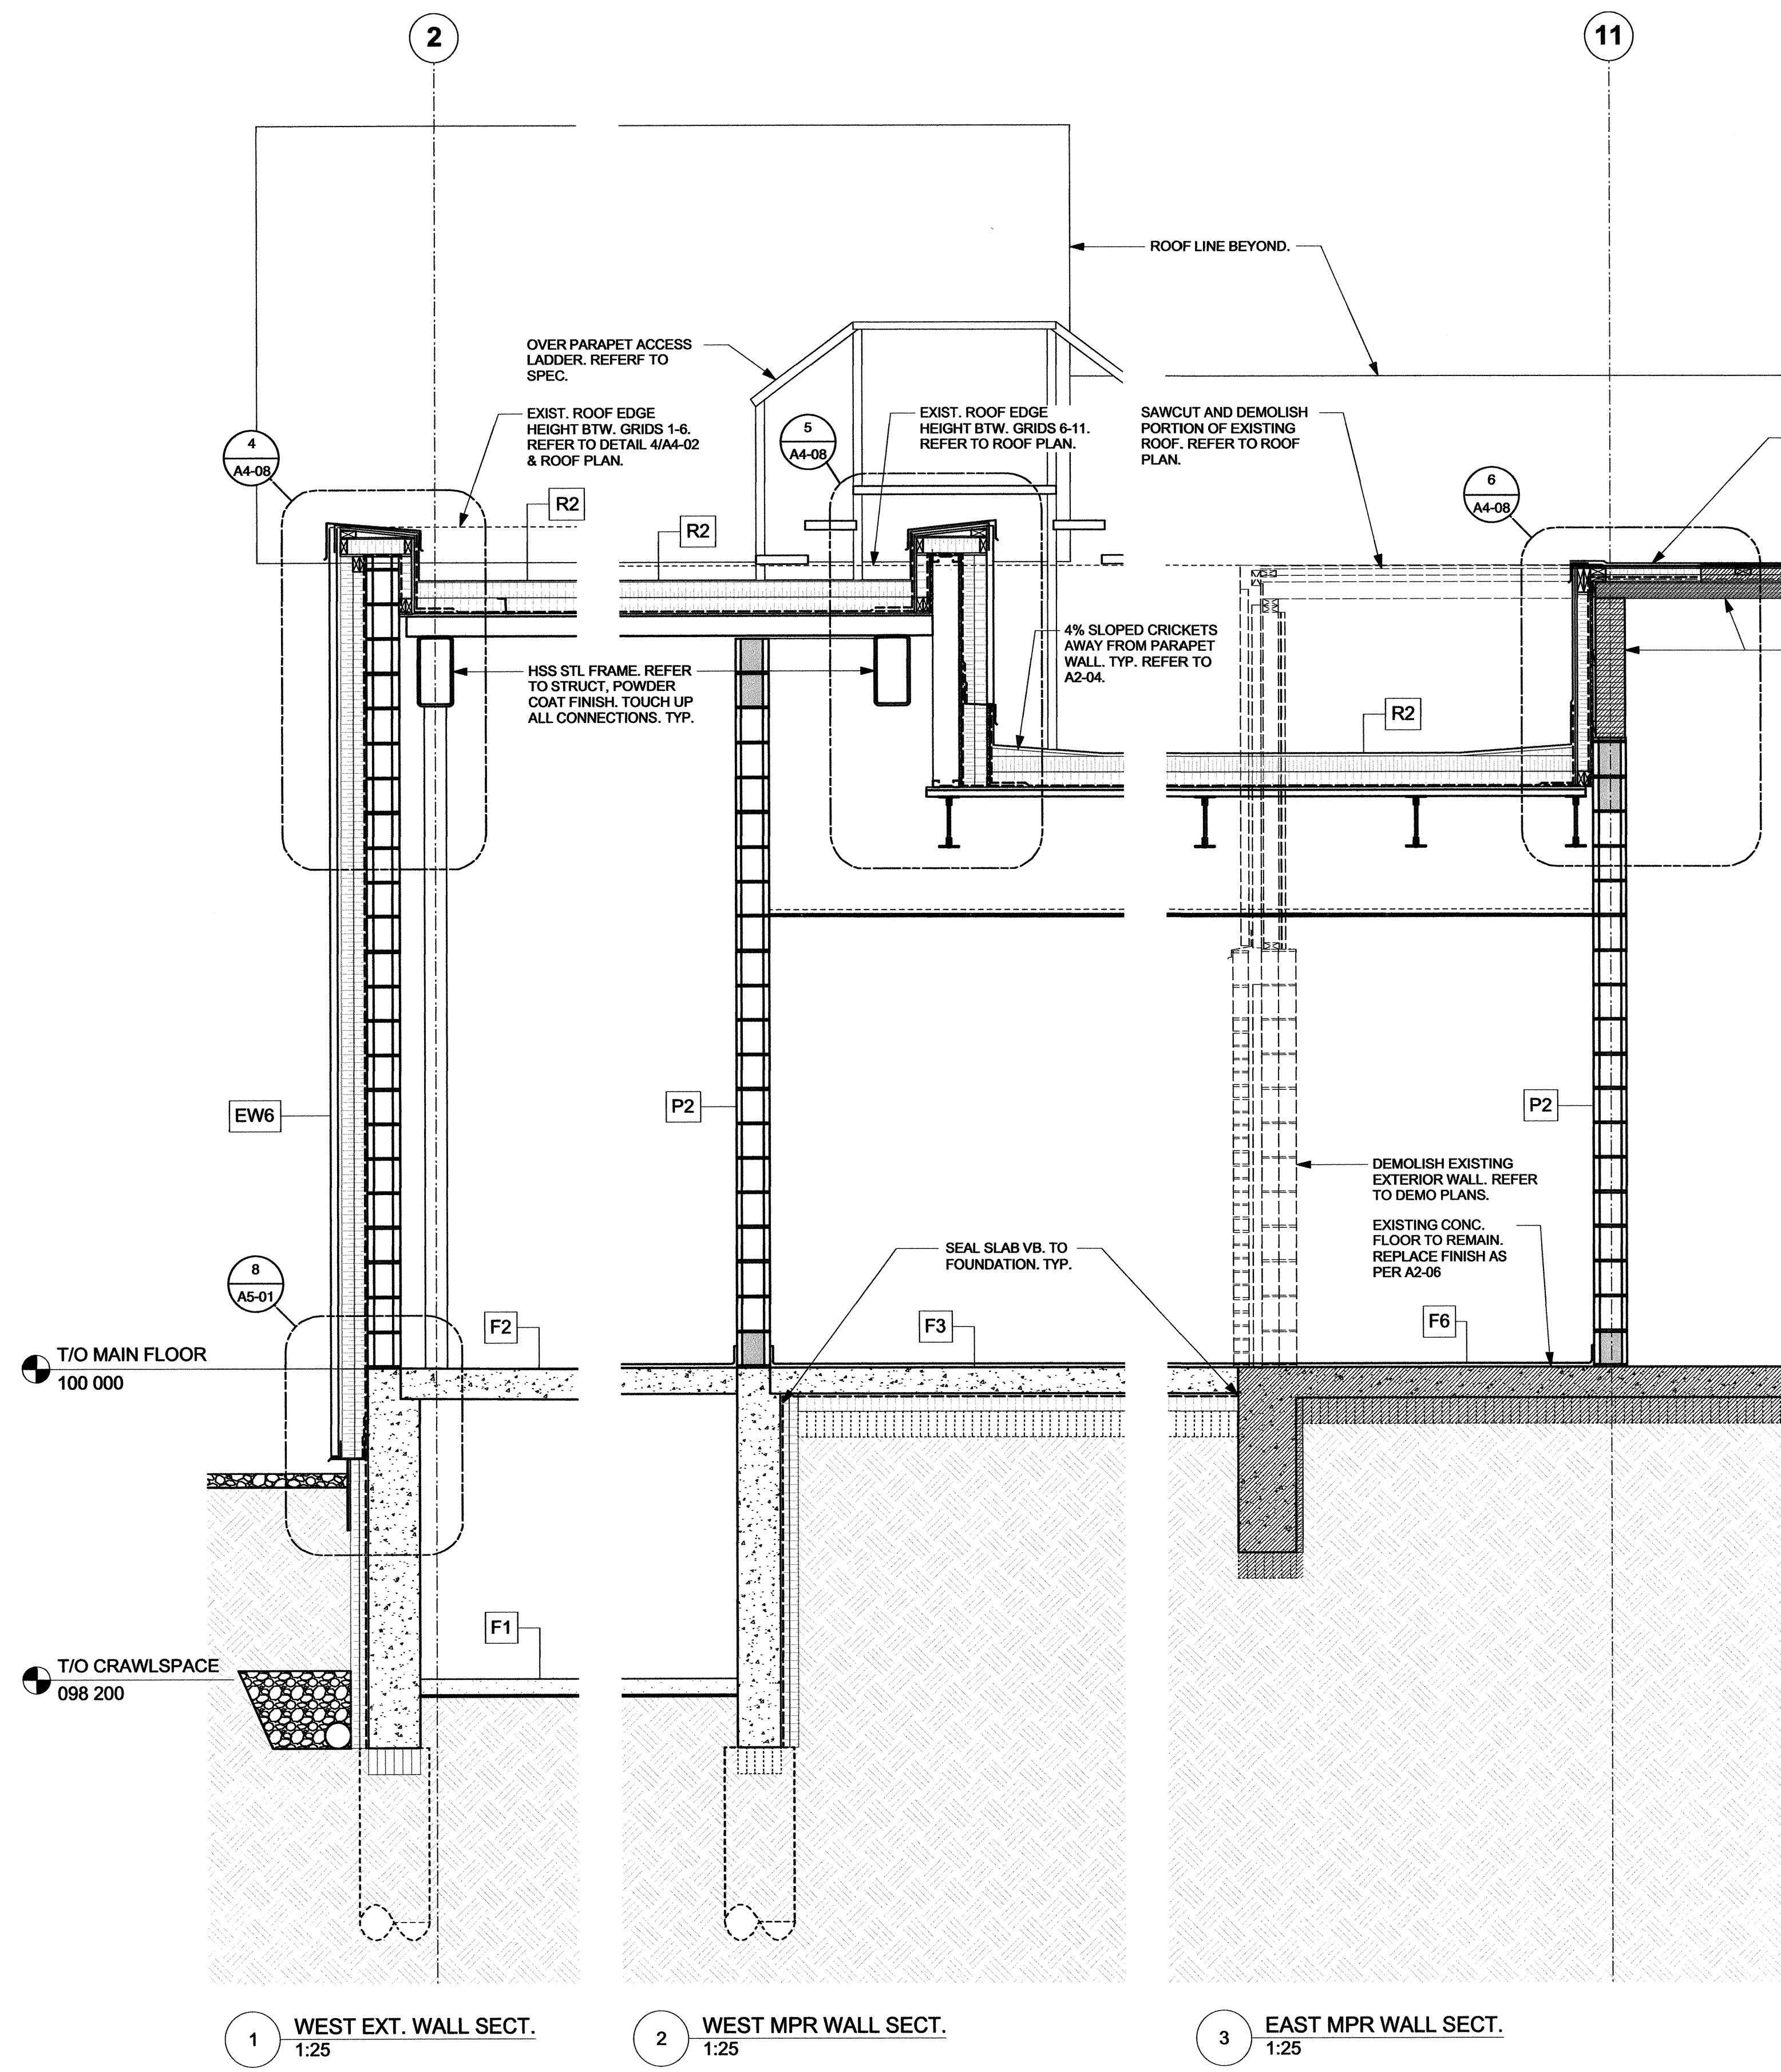 2
11
ROOF LINE BEYOND.
OVER PARAPET ACCESS
LADDER. REFERF TO
SPEC.
EXIST. ROOF EDGE
HEIGHT BTW. GRIDS 1-6.
REFER TO DETAIL 4/A4-02
& ROOF PLAN.
EXIST. ROOF EDGE
HEIGHT BTW. GRIDS 6-11.
REFER TO ROOF PLAN.
SAWCUT AND DEMOLISH
PORTION OF EXISTING
ROOF. REFER TO ROOF
PLAN.
4
A4-08
5
A4-08
6
A4-08
R2
R2
HSS STL FRAME. REFER
TO STRUCT, POWDER
COAT FINISH. TOUCH UP
ALL CONNECTIONS. TYP.
4% SLOPED CRICKETS
AWAY FROM PARAPET
WALL. TYP. REFER TO
A2-04.
R2
EW6
P2
P2
DEMOLISH EXISTING
EXTERIOR WALL. REFER
TO DEMO PLANS.
EXISTING CONC.
FLOOR TO REMAIN.
REPLACE FINISH AS
PER A2-06
SEAL SLAB VB. TO
FOUNDATION. TYP.
8
A5-01
F2
F3
F6
T/O MAIN FLOOR
100 000
F1
T/O CRAWLSPACE
098 200
1
WEST EXT. WALL SECT.
1:25
2
WEST MPR WALL SECT.
1:25
3
EAST MPR WALL SECT.
1:25